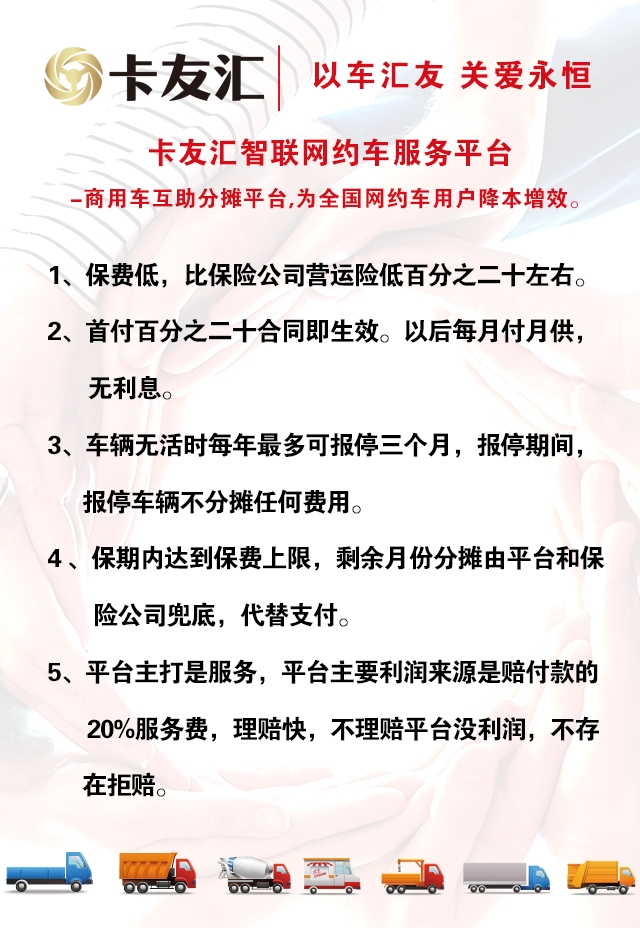 卡友汇
以车汇友 关爱永恒
卡友汇智联网约车服务平台
–商用车互助分摊平台,为全国网约车用户降本增效。
1、保费低，比保险公司营运险低百分之二十左右。
2、首付百分之二十合同即生效。以后每月付月供，
无利息。
3、车辆无活时每年最多可报停三个月，报停期间，
报停车辆不分摊任何费用。
4、保期内达到保费上限，剩余月份分摊由平台和保
险公司兜底，代替支付。
5、平台主打是服务，平台主要利润来源是赔付款的
20%服务费，理赔快，不理赔平台没利润，不存
在拒赔。